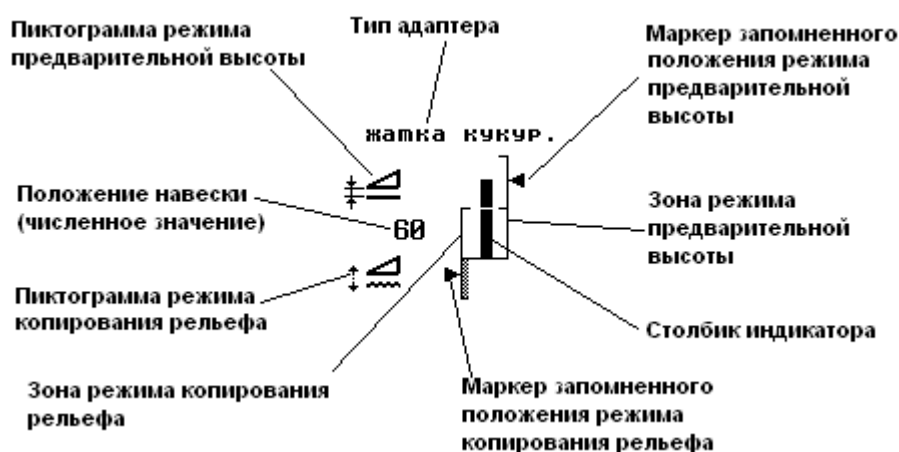 Пиктограмма режима
предварительной высоты
Тип адаптера
Маркер запомненного
положения режима
предварительной
высоты
жатка кукур.
Положение навески
(численное значение)
60
Зона режима
предварительной
высоты
Пиктограмма режима
копирования рельефа
Столбик индикатора
Зона режима копирования
рельефа
Маркер запомненного
положения режима
копирования рельефа